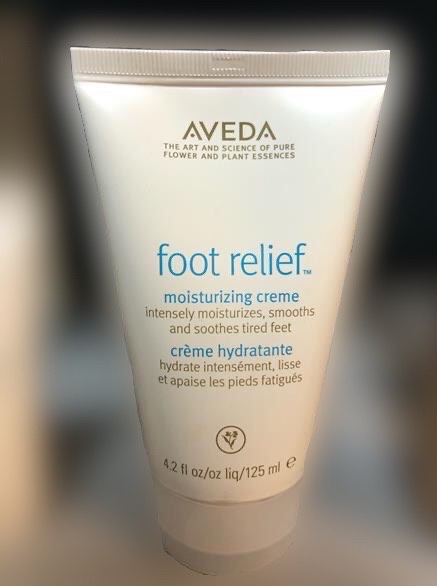 AVEDA
THE ART AND SCIENCE OF PURE
FLOWER AND PLANT ESSENCES
foot relief™
moisturizing creme
intensely moisturizes, smooths
and soothes tired feet
crème hydratante
hydrate intensément, lisse
et apaise les pieds fatigués
4.2 fl oz/oz liq/125 ml ℮